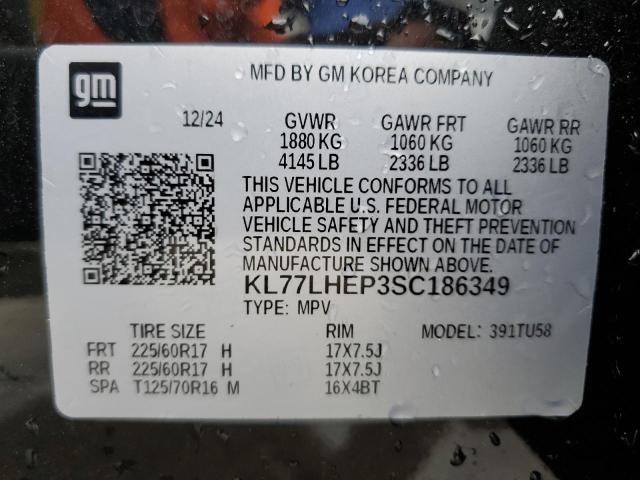 gm
MFD BY GM KOREA COMPANY
12/24 GVWR GAWR FRT GAWR RR
1880 KG 1060 KG 1060 KG
4145 LB 2336 LB 2336 LB
THIS VEHICLE CONFORMS TO ALL
APPLICABLE U.S. FEDERAL MOTOR
VEHICLE SAFETY AND THEFT PREVENTION
STANDARDS IN EFFECT ON THE DATE OF
MANUFACTURE SHOWN ABOVE.
KL77LHEP3SC186349
TYPE: MPV
TIRE SIZE RIM MODEL: 391TU58
FRT 225/60R17 H 17X7.5J
RR 225/60R17 H 17X7.5J
SPA T125/70R16 M 16X4BT